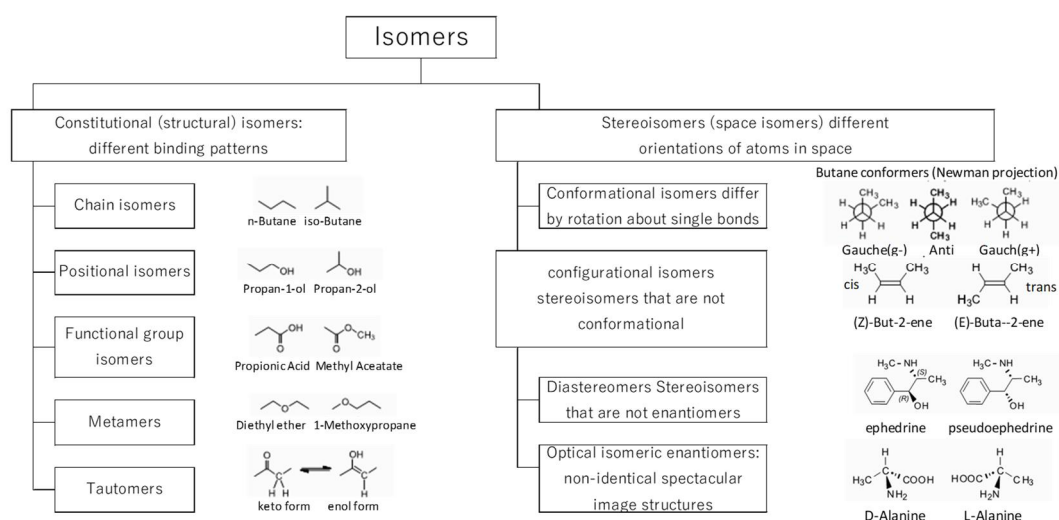 Isomers
Constitutional (structural) isomers:
different binding patterns
Stereoisomers (space isomers) different
orientations of atoms in space
Chain isomers
n-Butane iso-Butane
Positional isomers
OH OH
Propan-1-ol Propan-2-ol
Functional group
isomers
OH O CH₃
O O
Propionic Acid Methyl Aceatate
Metamers
O O
Diethyl ether 1-Methoxypropane
Tautomers
O OH
C C
C C
H H H
keto form enol form
Conformational isomers differ
by rotation about single bonds
Butane conformers (Newman projection)
CH₃ CH₃ CH₃
H CH₃ H H H₃C H
H H H H H H
H CH₃ H
Gauche(g-) Anti Gauch(g+)
configurational isomers
stereoisomers that are not
conformational
H₃C CH₃ H CH₃
cis trans
H H H₃C H
(Z)-But-2-ene (E)-Buta--2-ene
Diastereomers Stereoisomers
that are not enantiomers
H₃C NH H₃C NH
(S) CH₃ CH₃
(R) OH OH
ephedrine pseudoephedrine
Optical isomeric enantiomers:
non-identical spectacular
image structures
H H
C C
H₃C COOH HOOC CH₃
NH₂ H₂N
D-Alanine L-Alanine